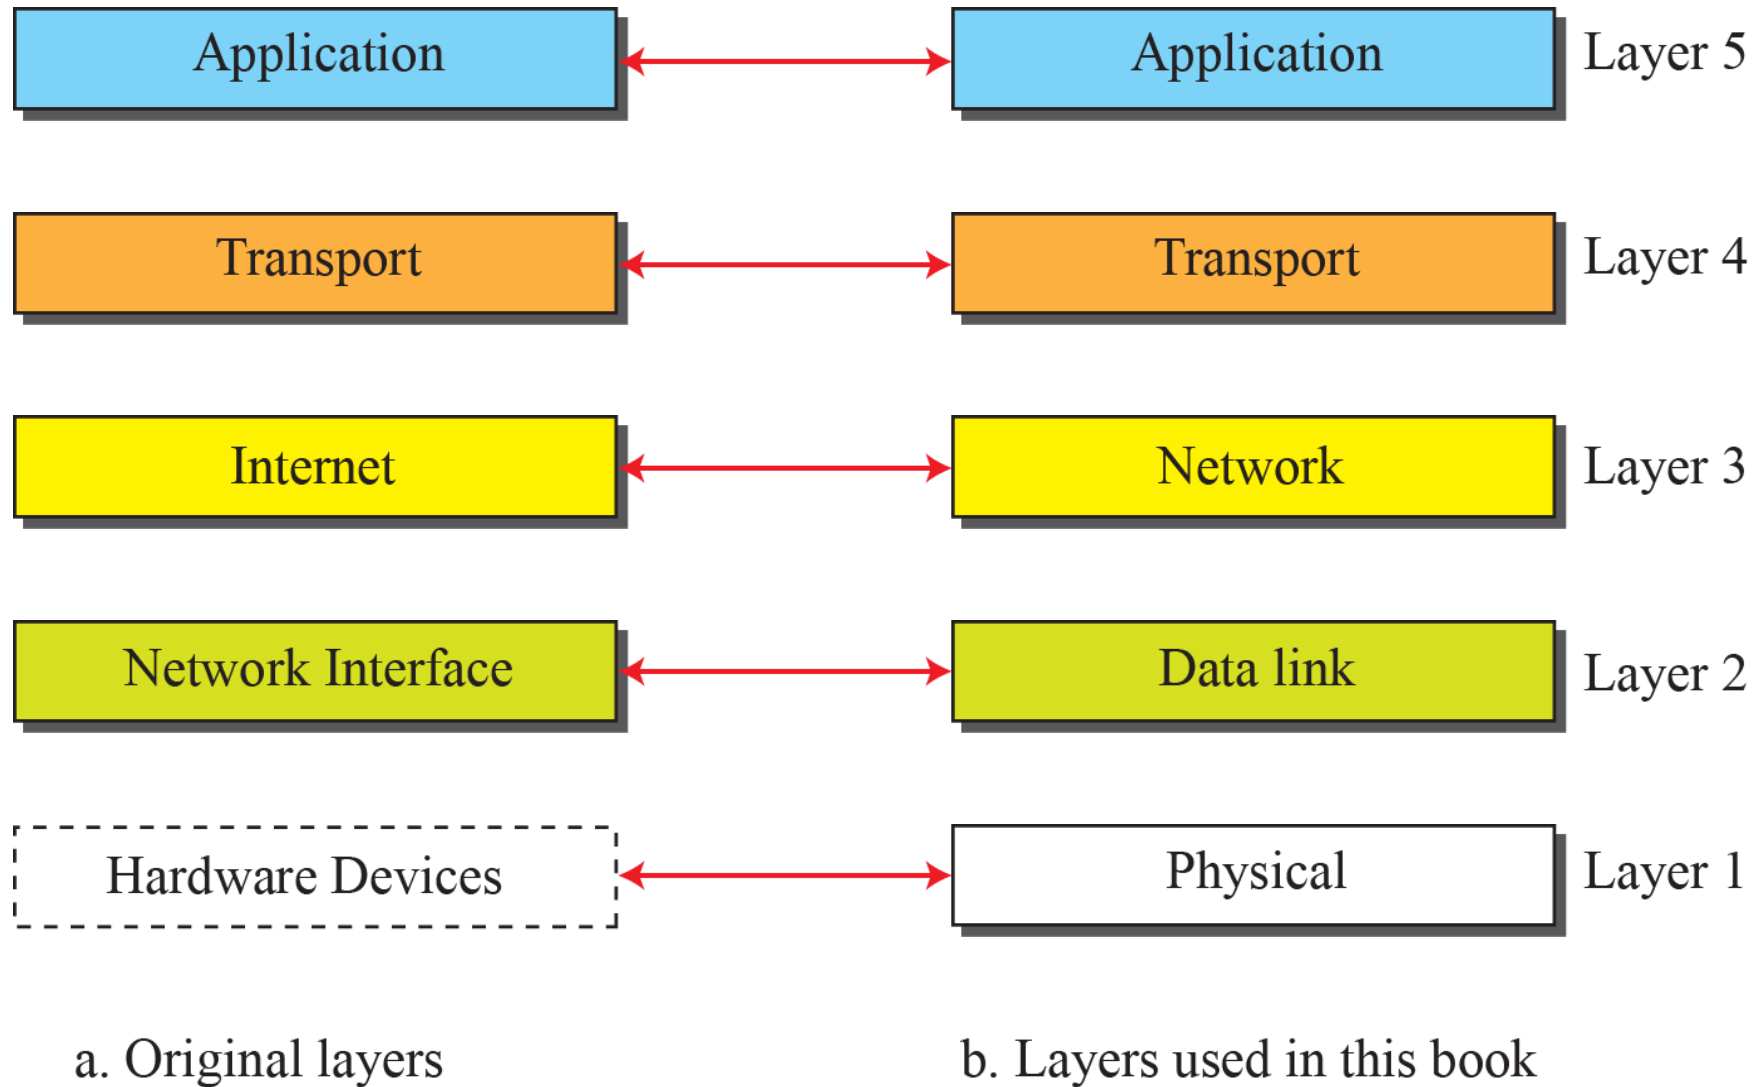 Application
Application
Layer 5
Transport
Transport
Layer 4
Internet
Network
Layer 3
Network Interface
Data link
Layer 2
Hardware Devices
Physical
Layer 1
a. Original layers
b. Layers used in this book